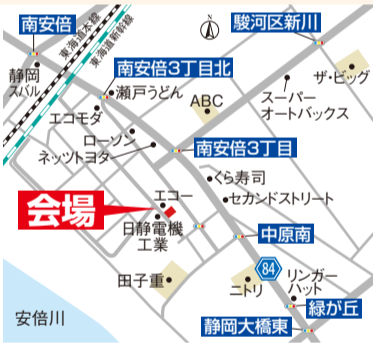 N
南安倍
駿河区新川
東海道本線
東海道新幹線
静岡
スバル
南安倍3丁目北
瀬戸うどん
ザ・ビッグ
ABC
スーパー
オートバックス
エコモダ
ローソン
ネッツトヨタ
南安倍3丁目
くら寿司
エコー
セカンドストリート
会場
日静電機
工業
中原南
84
田子重
ニトリ
リンガー
ハット
緑が丘
安倍川
静岡大橋東